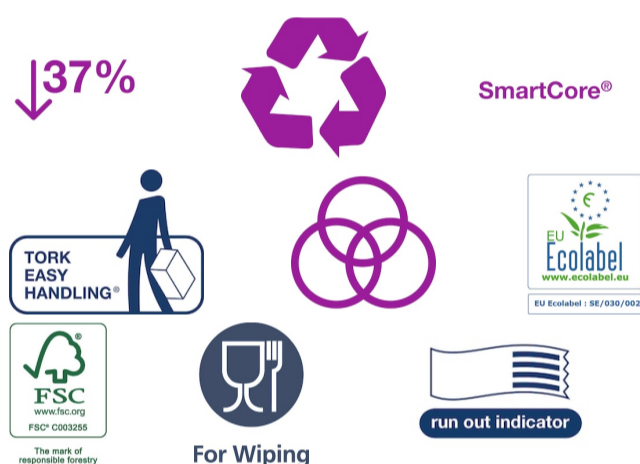 37%
SmartCore®
TORK
EASY
HANDLING®
EU
Ecolabel
www.ecolabel.eu
EU Ecolabel : SE/030/002
FSC®
www.fsc.org
FSC® C003255
The mark of
responsible forestry
For Wiping
run out indicator